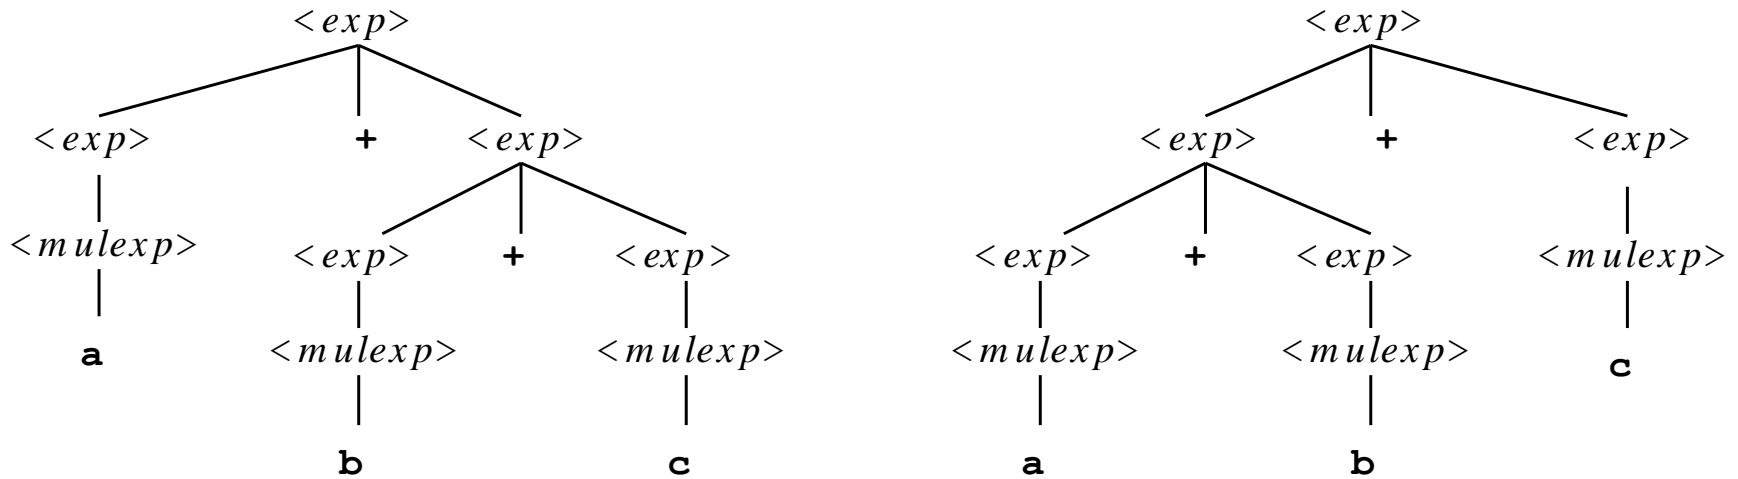 <exp> <exp>
<exp> + <exp> <exp> + <exp>
<mulexp> <exp> + <exp> <exp> + <exp> <mulexp>
a <mulexp> <mulexp> <mulexp> <mulexp> c
b c a b